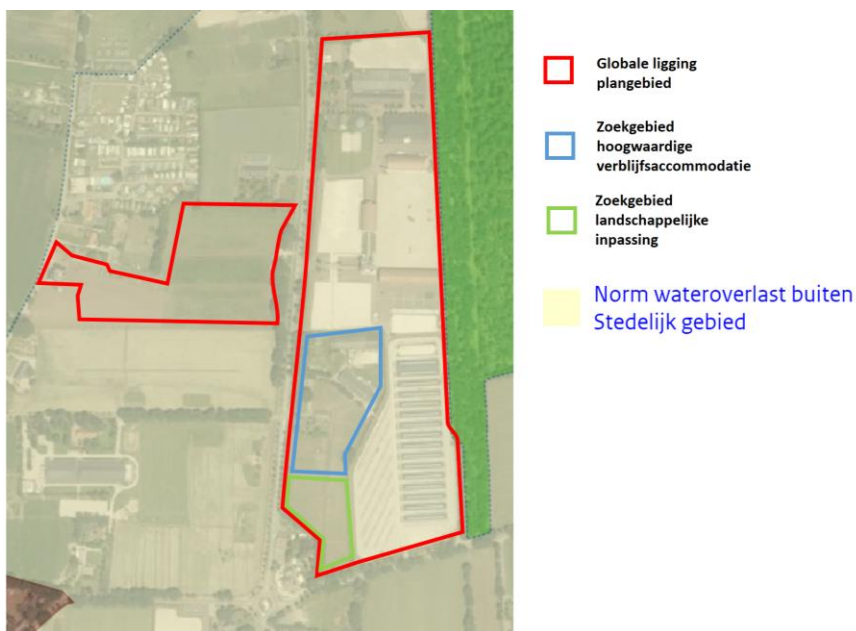 Globale ligging
plangebied
Zoekgebied
hoogwaardige
verblijfsaccommodatie
Zoekgebied
landschappelijke
inpassing
Norm wateroverlast buiten
Stedelijk gebied